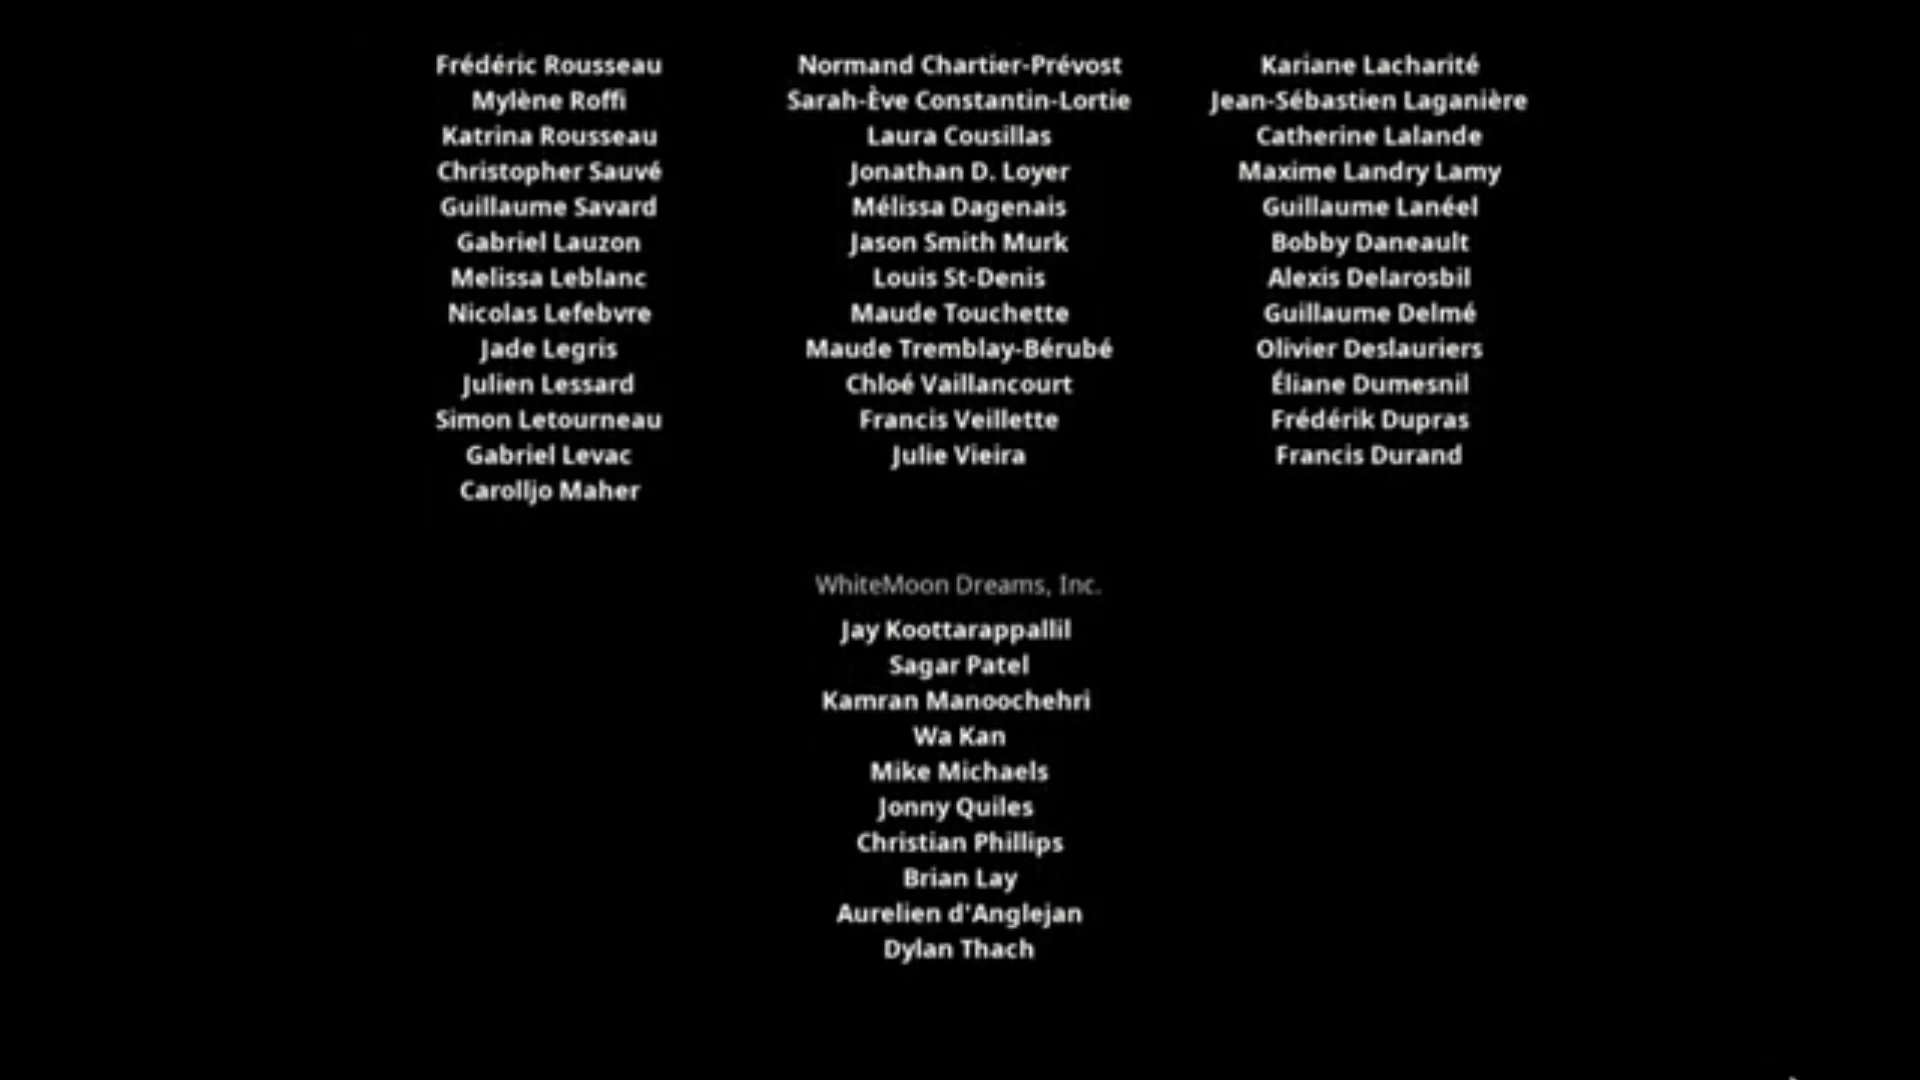 Frédéric Rousseau
Mylène Roffi
Katrina Rousseau
Christopher Sauvé
Guillaume Savard
Gabriel Lauzon
Melissa Leblanc
Nicolas Lefebvre
Jade Legris
Julien Lessard
Simon Letourneau
Gabriel Levac
Carolljo Maher
Normand Chartier-Prévost
Sarah-Ève Constantin-Lortie
Laura Cousillas
Jonathan D. Loyer
Mélissa Dagenais
Jason Smith Murk
Louis St-Denis
Maude Touchette
Maude Tremblay-Bérubé
Chloé Vaillancourt
Francis Veillette
Julie Vieira
Kariane Lacharité
Jean-Sébastien Laganière
Catherine Lalande
Maxime Landry Lamy
Guillaume Lanéel
Bobby Daneault
Alexis Delarosbil
Guillaume Delmé
Olivier Deslauriers
Éliane Dumesnil
Frédérik Dupras
Francis Durand
WhiteMoon Dreams, Inc.
Jay Koottarappallil
Sagar Patel
Kamran Manoochehri
Wa Kan
Mike Michaels
Jonny Quiles
Christian Phillips
Brian Lay
Aurelien d'Anglejan
Dylan Thach